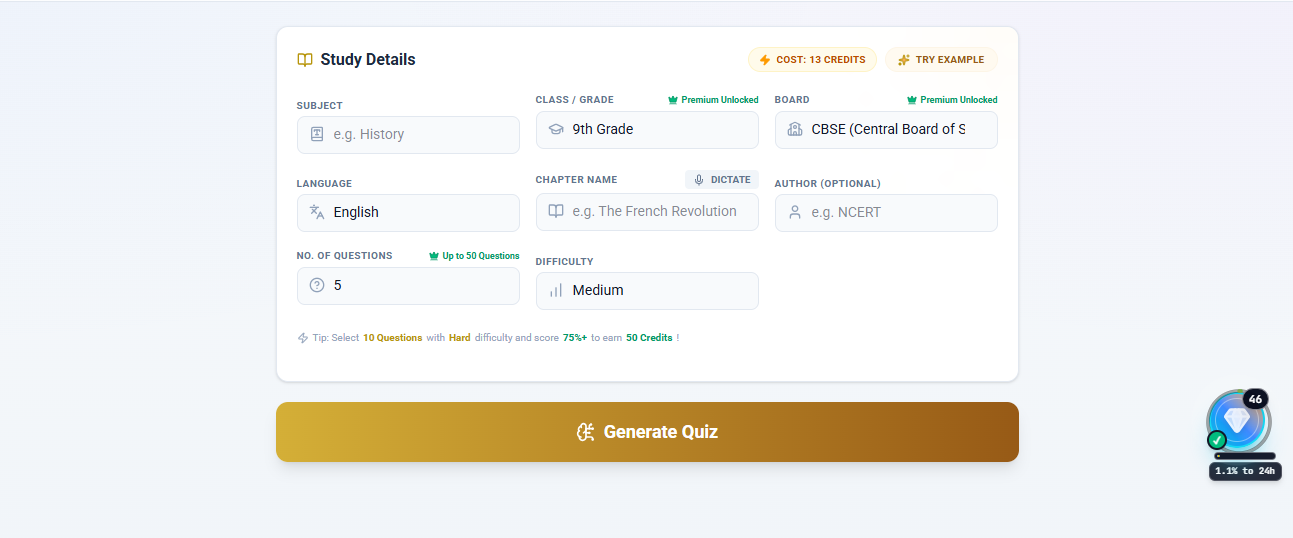 Study Details
COST: 13 CREDITS
TRY EXAMPLE
SUBJECT
e.g. History
CLASS / GRADE
Premium Unlocked
9th Grade
BOARD
Premium Unlocked
CBSE (Central Board of S
LANGUAGE
English
CHAPTER NAME
DICTATE
e.g. The French Revolution
AUTHOR (OPTIONAL)
e.g. NCERT
NO. OF QUESTIONS
Up to 50 Questions
5
DIFFICULTY
Medium
Tip: Select 10 Questions with Hard difficulty and score 75%+ to earn 50 Credits !
Generate Quiz
46
1.1% to 24h